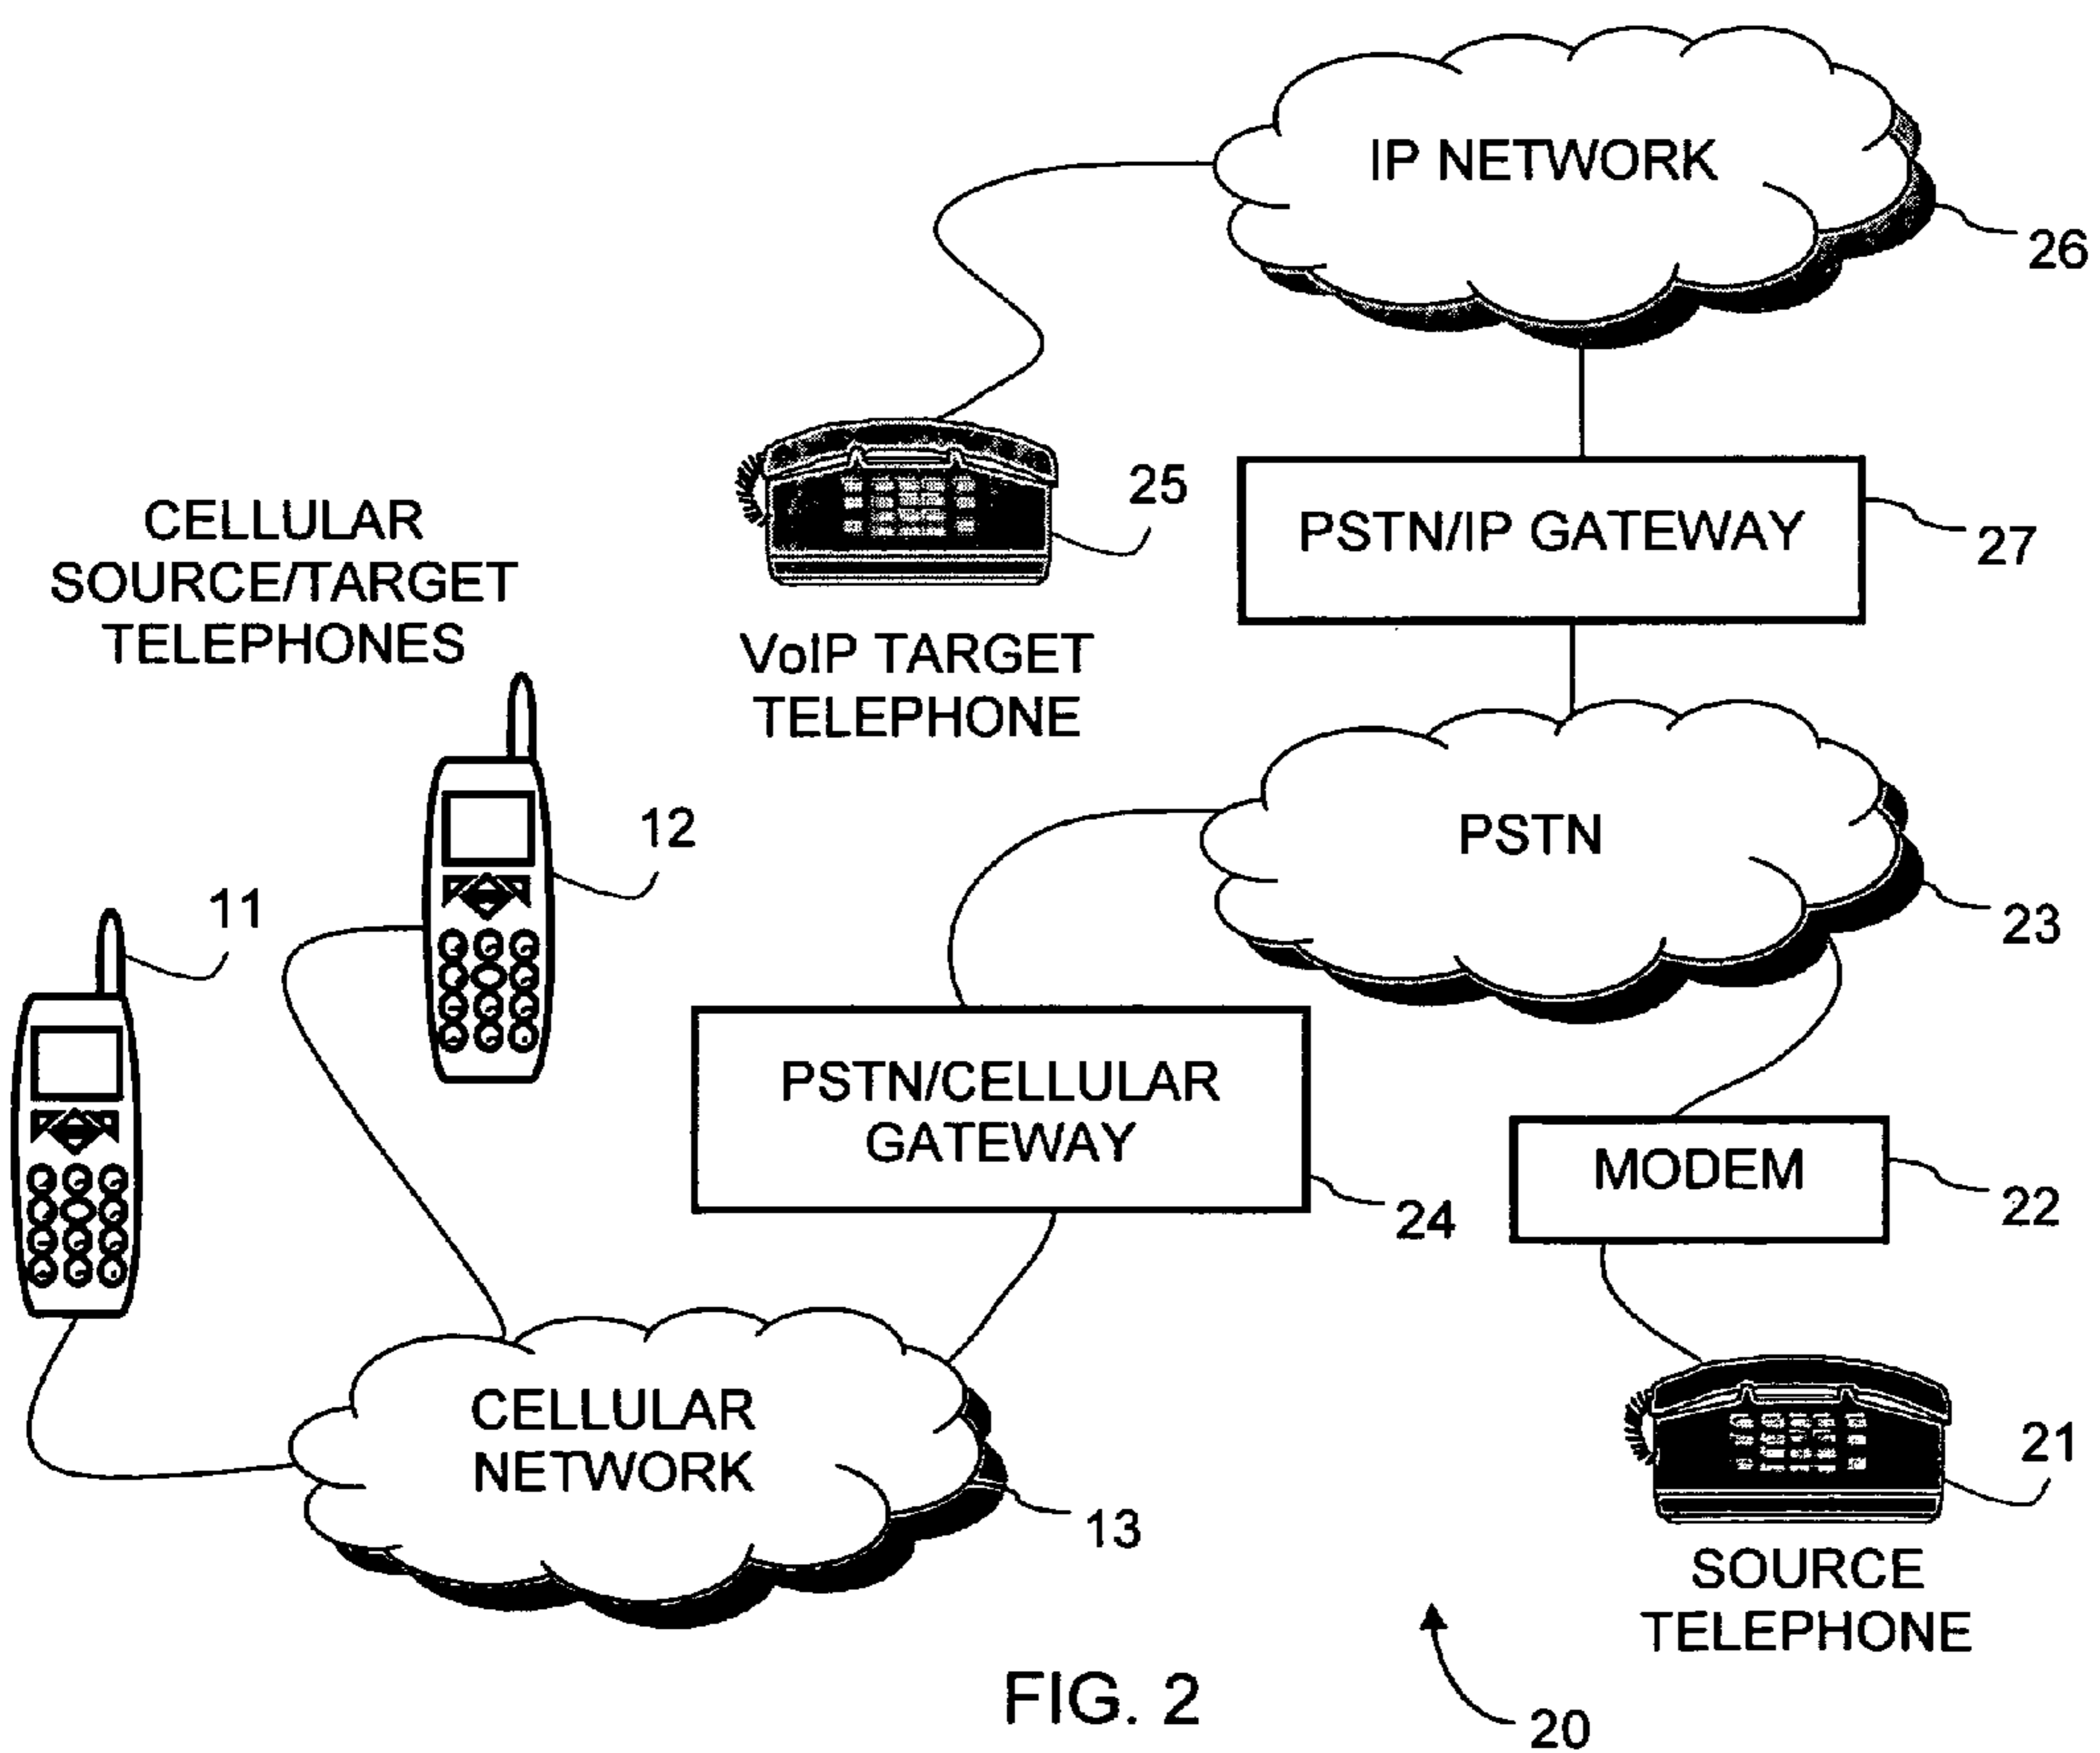 IP NETWORK
26
25
PSTN/IP GATEWAY
27
CELLULAR
SOURCE/TARGET
TELEPHONES
VoIP TARGET
TELEPHONE
12
PSTN
11
23
PSTN/CELLULAR
GATEWAY
24
MODEM
22
CELLULAR
NETWORK
13
21
SOURCE
TELEPHONE
FIG. 2
20